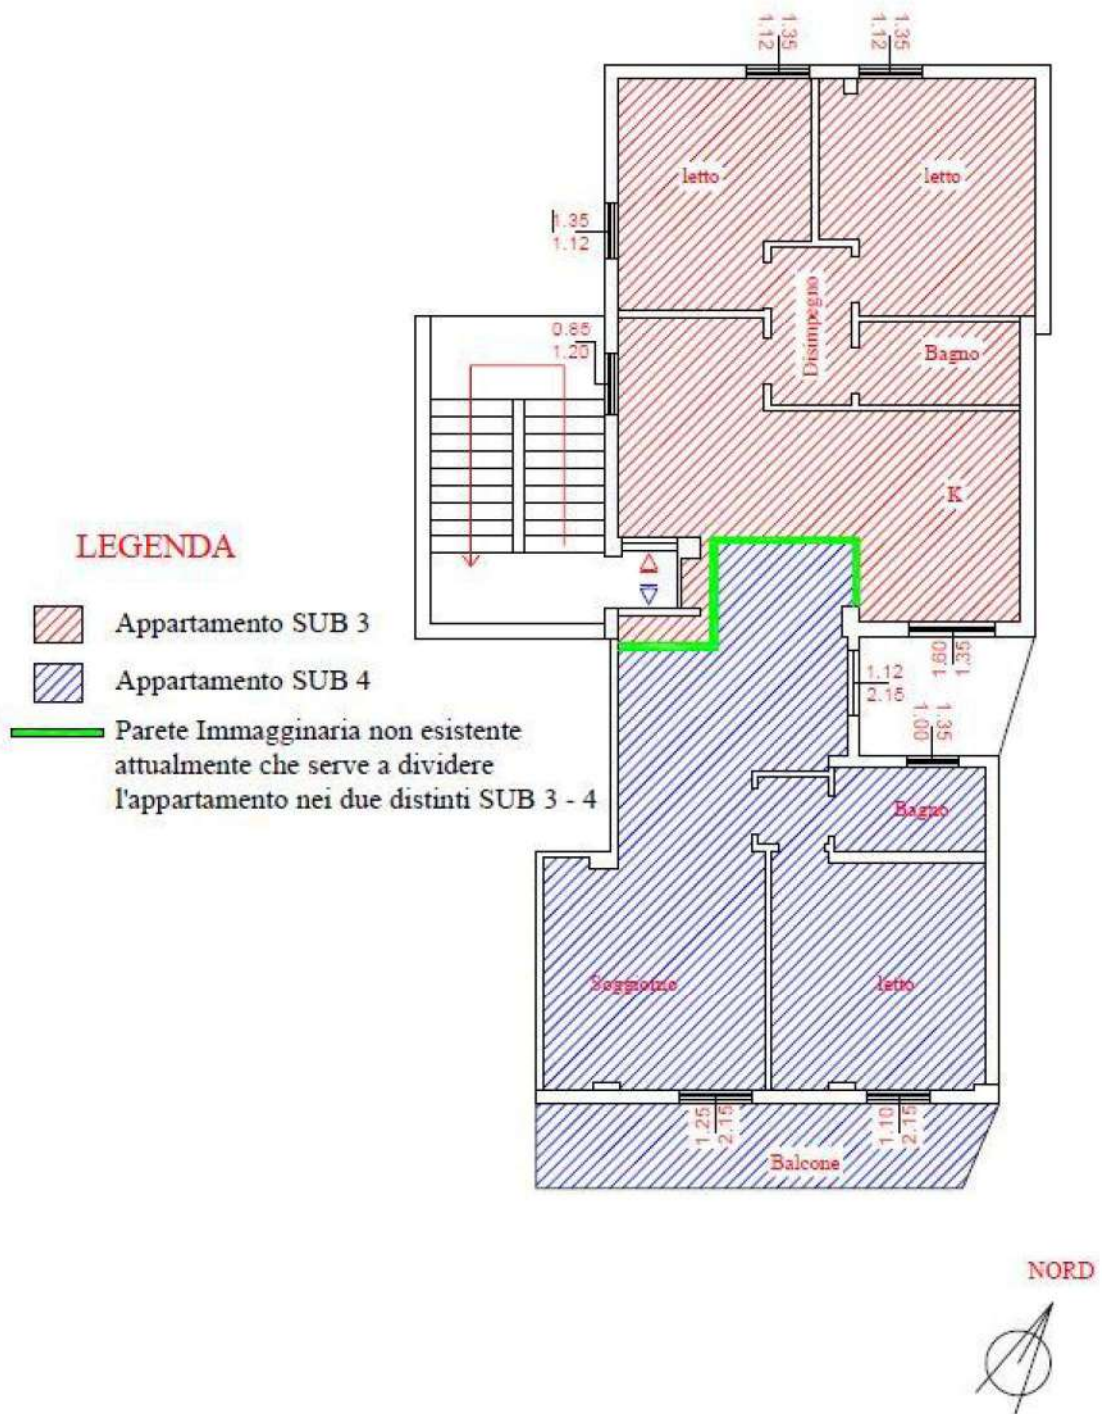 1.35
1.12
1.35
1.12
letto
letto
1.35
1.12
Disimpegno
0.85
1.20
Bagno
K
LEGENDA
Appartamento SUB 3
Appartamento SUB 4
Parete Immagginaria non esistente
attualmente che serve a dividere
l'appartamento nei due distinti SUB 3 - 4
1.60
1.35
1.12
2.15
1.00
1.35
Bagno
Soggiorno
letto
1.25
2.15
1.10
2.15
Balcone
NORD